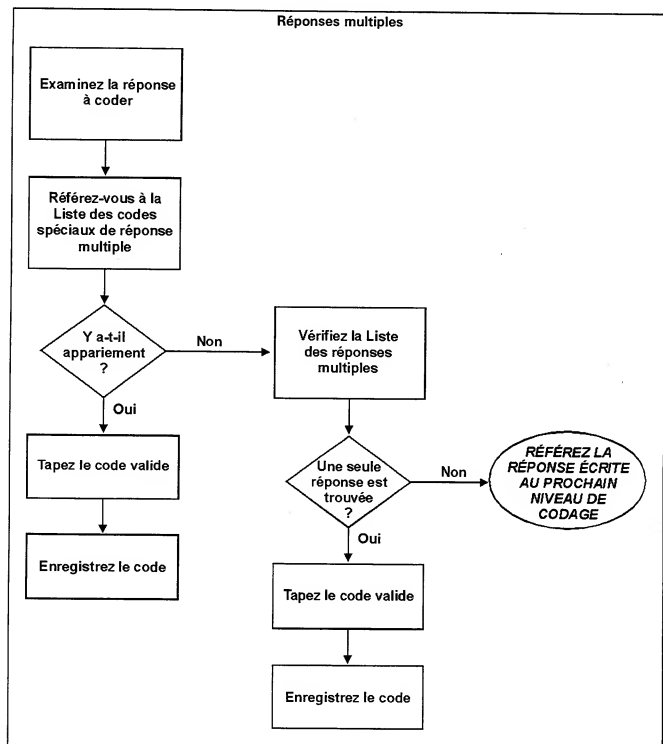 Réponses multiples
Examinez la réponse
à coder
Référez-vous à la
Liste des codes
spéciaux de réponse
multiple
Y a-t-il
appariement
?
Non
Oui
Tapez le code valide
Enregistrez le code
Vérifiez la Liste
des réponses
multiples
Une seule
réponse est
trouvée
?
Non
Oui
RÉFÉREZ LA
RÉPONSE ÉCRITE
AU PROCHAIN
NIVEAU DE
CODAGE
Tapez le code valide
Enregistrez le code